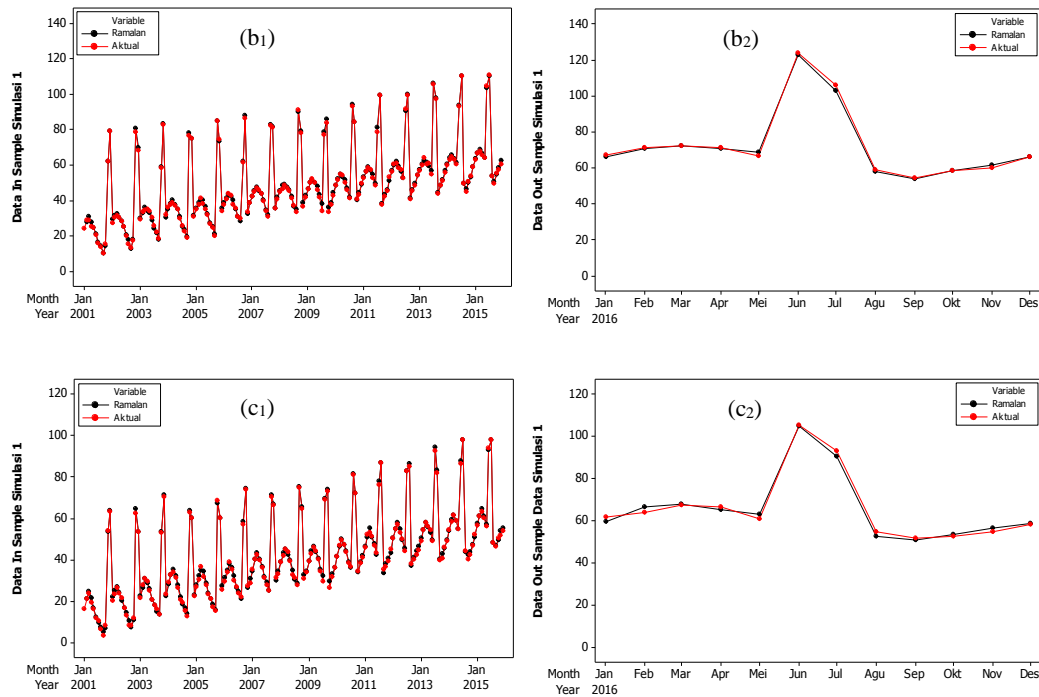 (b1)
Variable
Ramalan
Aktual
Data In Sample Simulasi 1
140
120
100
80
60
40
20
0
Month Jan Jan Jan Jan Jan Jan Jan Jan
Year 2001 2003 2005 2007 2009 2011 2013 2015
(b2)
Variable
Ramalan
Aktual
Data Out Sample Simulasi 1
140
120
100
80
60
40
20
0
Month Jan Feb Mar Apr Mei Jun Jul Agu Sep Okt Nov Des
Year 2016
(c1)
Variable
Ramalan
Aktual
Data In Sample Simulasi 1
120
100
80
60
40
20
0
Month Jan Jan Jan Jan Jan Jan Jan Jan
Year 2001 2003 2005 2007 2009 2011 2013 2015
(c2)
Variable
Ramalan
Aktual
Data Out Sample Data Simulasi 1
120
100
80
60
40
20
0
Month Jan Feb Mar Apr Mei Jun Jul Agu Sep Okt Nov Des
Year 2016